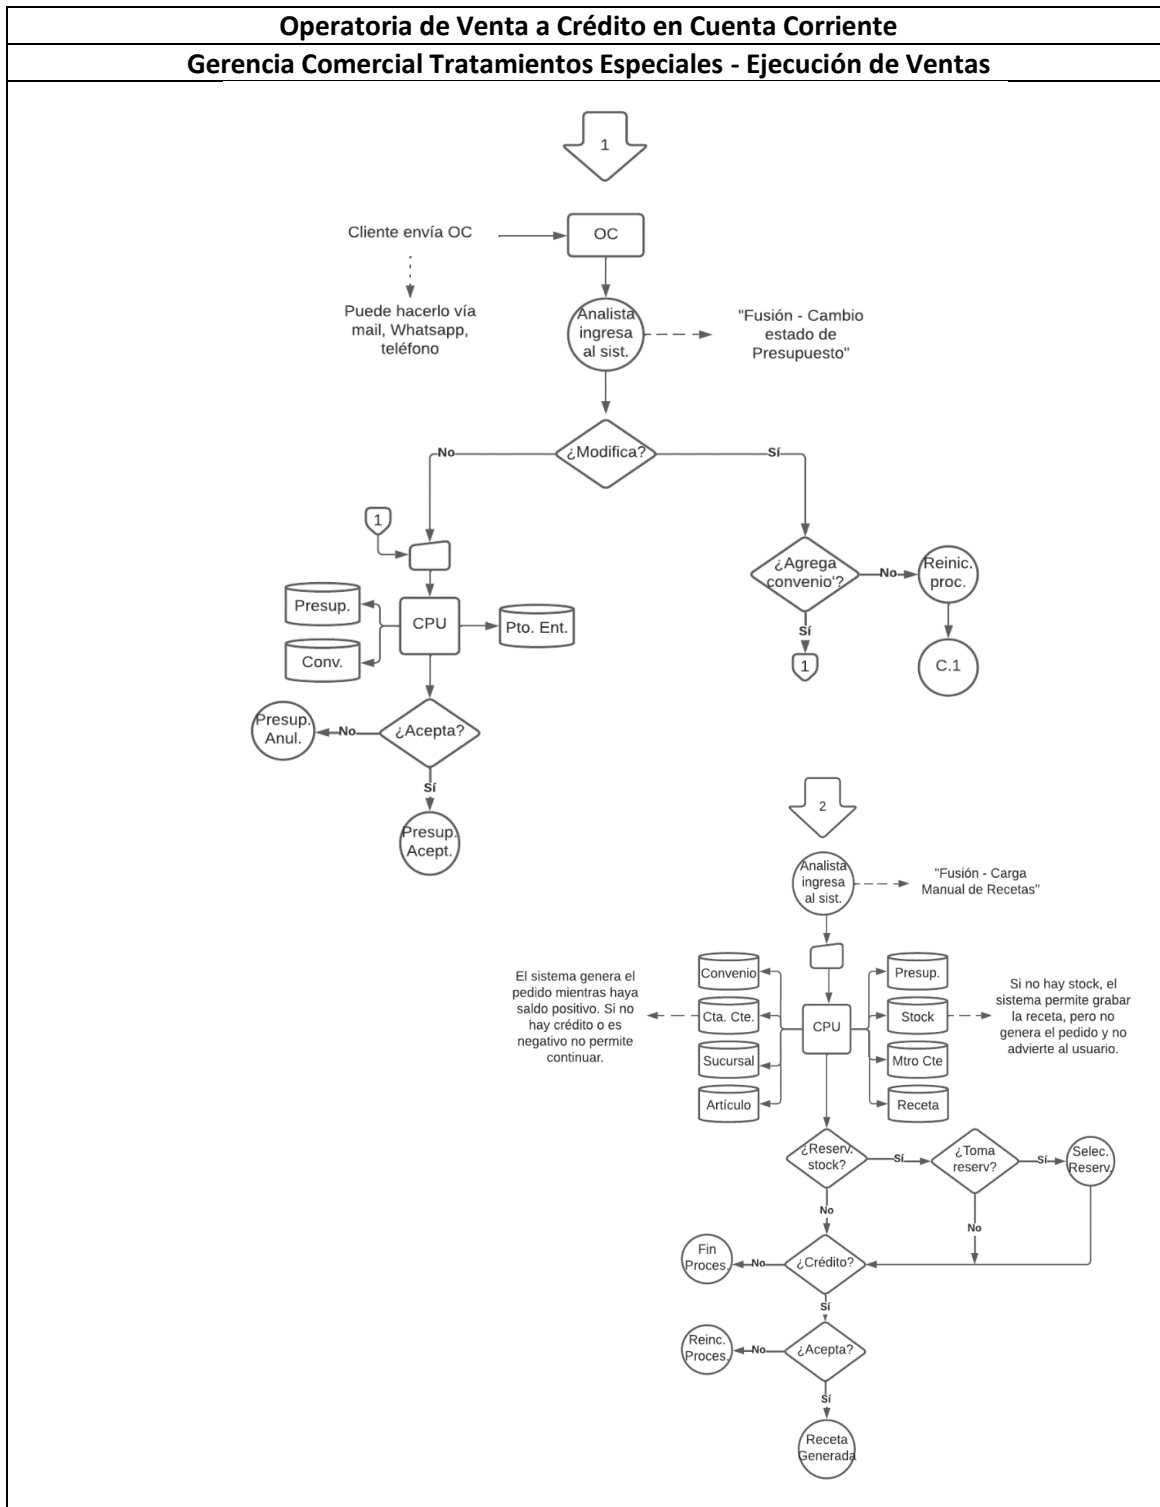 Operatoria de Venta a Crédito en Cuenta Corriente
Gerencia Comercial Tratamientos Especiales - Ejecución de Ventas
1
Cliente envía OC
OC
Puede hacerlo vía
mail, Whatsapp,
teléfono
Analista
ingresa
al sist.
"Fusión - Cambio
estado de
Presupuesto"
¿Modifica?
No
Sí
1
¿Agrega
convenio'?
No
Reinic.
proc.
Sí
1
C.1
Presup.
Conv.
CPU
Pto. Ent.
¿Acepta?
No
Presup.
Anul.
Sí
Presup.
Acept.
2
Analista
ingresa
al sist.
"Fusión - Carga
Manual de Recetas"
El sistema genera el
pedido mientras haya
saldo positivo. Si no
hay crédito o es
negativo no permite
continuar.
Convenio
Cta. Cte.
Sucursal
Artículo
CPU
Presup.
Stock
Mtro Cte
Receta
Si no hay stock, el
sistema permite grabar
la receta, pero no
genera el pedido y no
advierte al usuario.
¿Reserv.
stock?
Sí
¿Toma
reserv?
Sí
Selec.
Reserv.
No
No
Fin
Proces.
No
¿Crédito?
Sí
Reinc.
Proces.
No
¿Acepta?
Sí
Receta
Generada